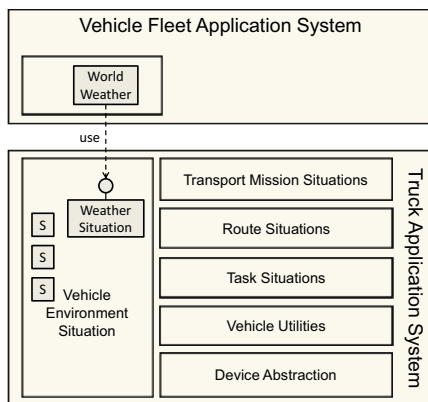 Vehicle Fleet Application System
World
Weather
use
Weather
Situation
S
S
S
Vehicle
Environment
Situation
Transport Mission Situations
Route Situations
Task Situations
Vehicle Utilities
Device Abstraction
Truck Application
System